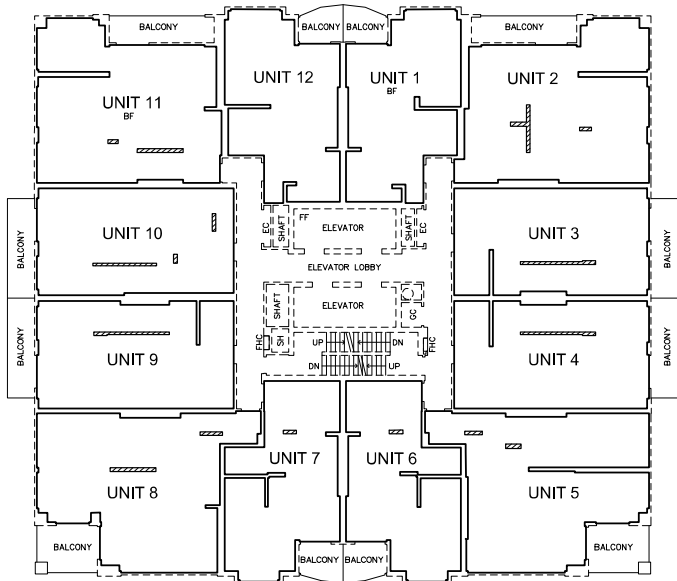 BALCONY
BALCONY
BALCONY
BALCONY
UNIT 11
BF
UNIT 12
UNIT 1
BF
UNIT 2
EC
SHAFT
FF
ELEVATOR
SHAFT
EC
BALCONY
UNIT 10
UNIT 3
BALCONY
ELEVATOR LOBBY
SHAFT
ELEVATOR
GC
BALCONY
UNIT 9
FHC
SH
UP
DN
FHC
UNIT 4
BALCONY
DN
UP
UNIT 8
UNIT 7
UNIT 6
UNIT 5
BALCONY
BALCONY
BALCONY
BALCONY